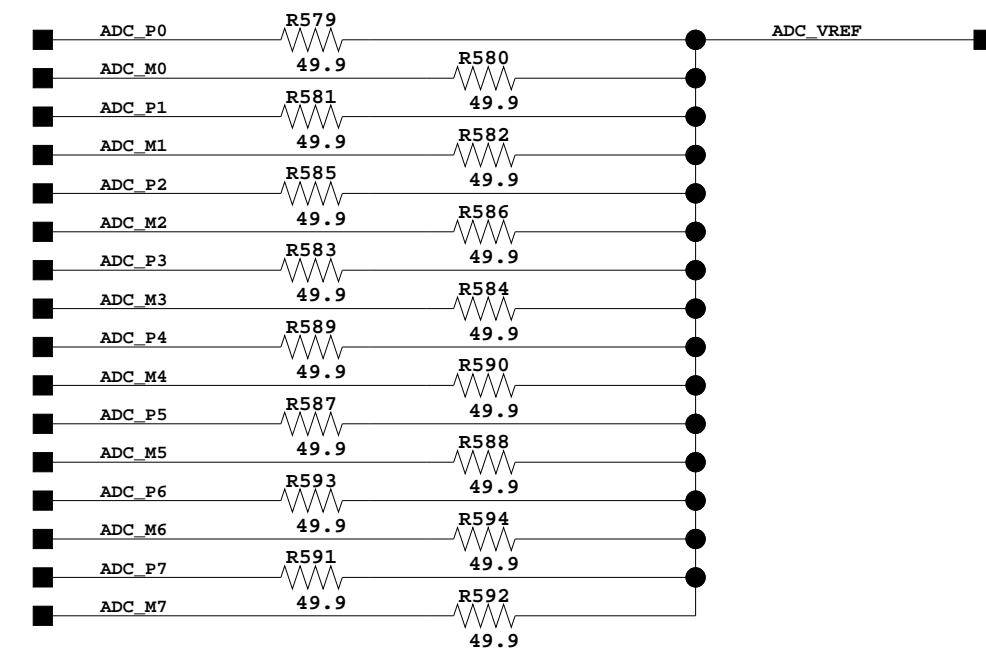 ADC_P0 R579 49.9 ADC_VREF
ADC_M0 R580 49.9
ADC_P1 R581 49.9
ADC_M1 R582 49.9
ADC_P2 R585 49.9
ADC_M2 R586 49.9
ADC_P3 R583 49.9
ADC_M3 R584 49.9
ADC_P4 R589 49.9
ADC_M4 R590 49.9
ADC_P5 R587 49.9
ADC_M5 R588 49.9
ADC_P6 R593 49.9
ADC_M6 R594 49.9
ADC_P7 R591 49.9
ADC_M7 R592 49.9